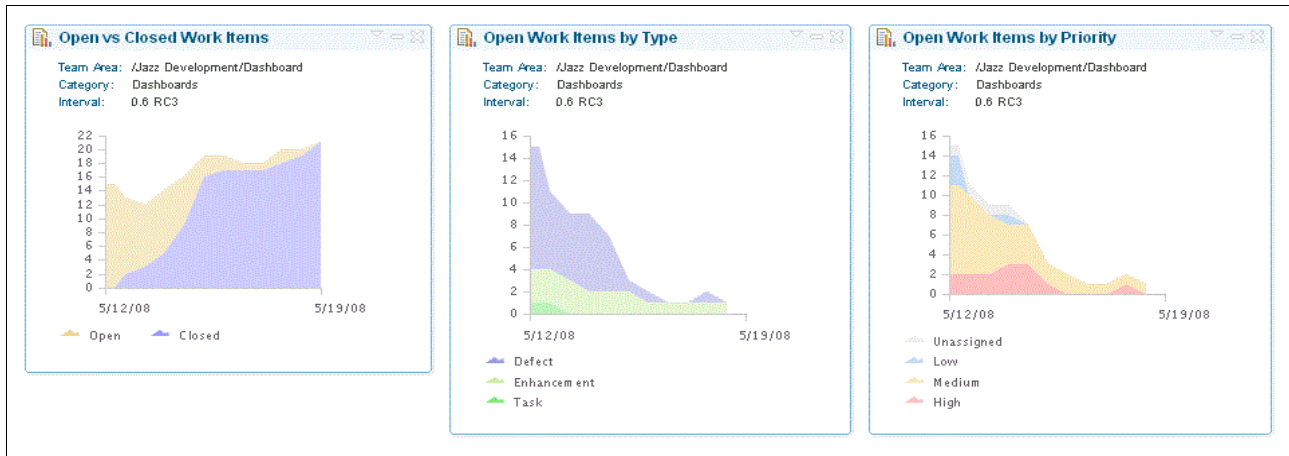 Open vs Closed Work Items
Team Area: /Jazz Development/Dashboard
Category: Dashboards
Interval: 0.6 RC3
22
20
18
16
14
12
10
8
6
4
2
0
5/12/08 5/19/08
Open Closed
Open Work Items by Type
Team Area: /Jazz Development/Dashboard
Category: Dashboards
Interval: 0.6 RC3
16
14
12
10
8
6
4
2
0
5/12/08 5/19/08
Defect
Enhancement
Task
Open Work Items by Priority
Team Area: /Jazz Development/Dashboard
Category: Dashboards
Interval: 0.6 RC3
16
14
12
10
8
6
4
2
0
5/12/08 5/19/08
Unassigned
Low
Medium
High